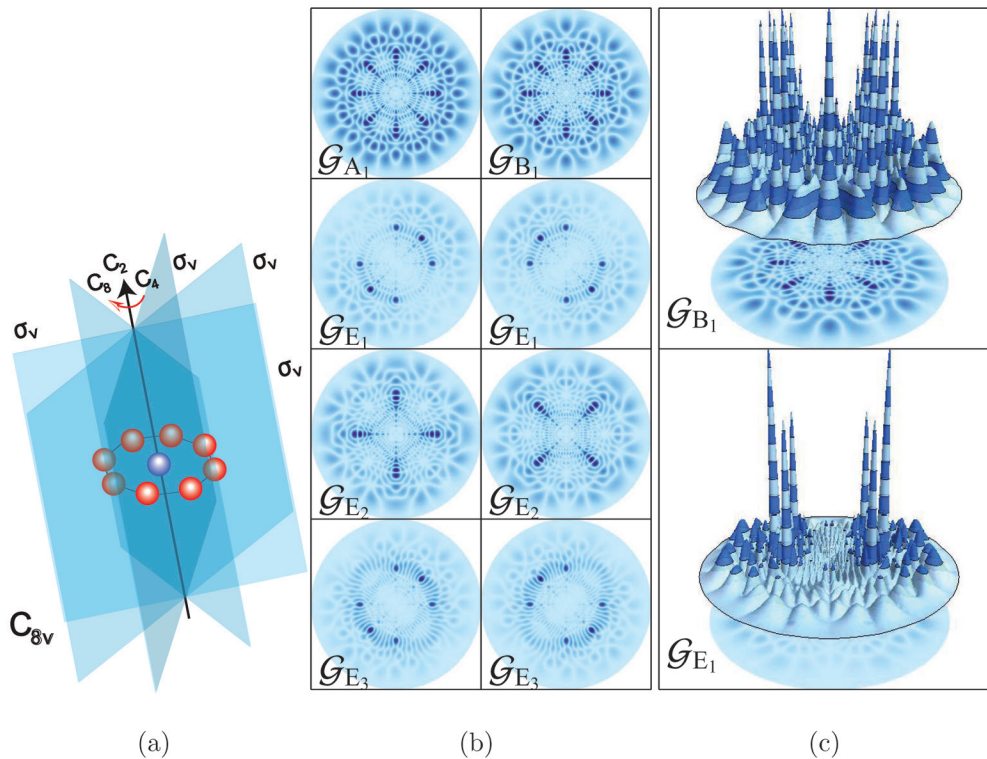 C₂
C₈
C₄
σᵥ
σᵥ
σᵥ
σᵥ
C₈ᵥ
𝒢A₁
𝒢B₁
𝒢E₁
𝒢E₁
𝒢E₂
𝒢E₂
𝒢E₃
𝒢E₃
𝒢B₁
𝒢E₁
(a)
(b)
(c)